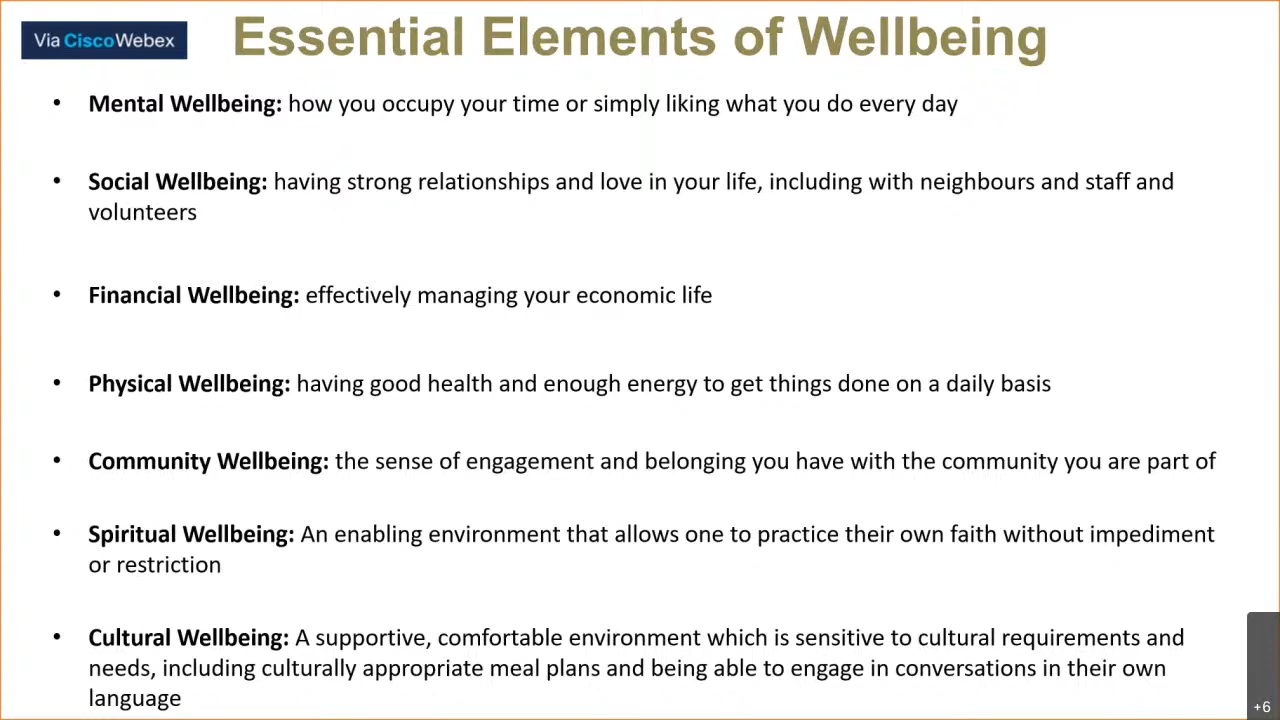 Via CiscoWebex
Essential Elements of Wellbeing
• Mental Wellbeing: how you occupy your time or simply liking what you do every day
• Social Wellbeing: having strong relationships and love in your life, including with neighbours and staff and
volunteers
• Financial Wellbeing: effectively managing your economic life
• Physical Wellbeing: having good health and enough energy to get things done on a daily basis
• Community Wellbeing: the sense of engagement and belonging you have with the community you are part of
• Spiritual Wellbeing: An enabling environment that allows one to practice their own faith without impediment
or restriction
• Cultural Wellbeing: A supportive, comfortable environment which is sensitive to cultural requirements and
needs, including culturally appropriate meal plans and being able to engage in conversations in their own
language
+6